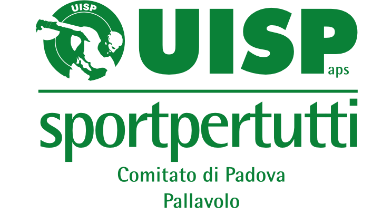 UISP
UISP
aps
sportpertutti
Comitato di Padova
Pallavolo